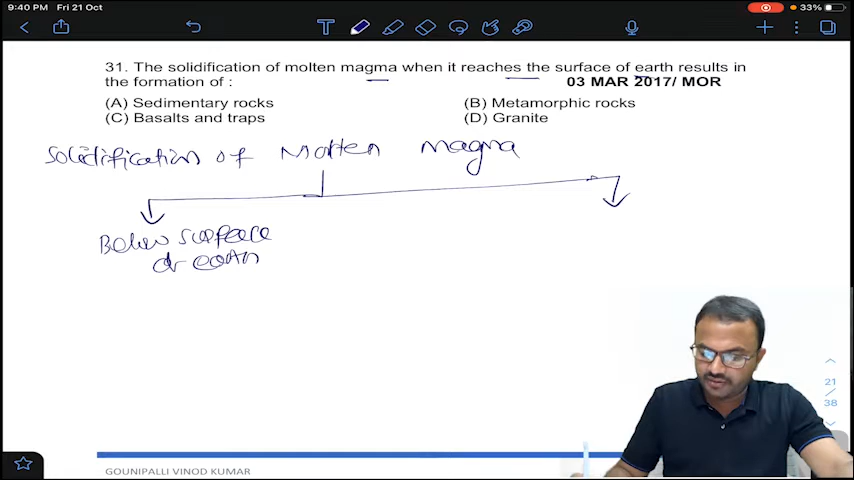 9:40 PM Fri 21 Oct
33%
31. The solidification of molten magma when it reaches the surface of earth results in
the formation of : 03 MAR 2017/ MOR
(A) Sedimentary rocks (B) Metamorphic rocks
(C) Basalts and traps (D) Granite
Solidification of Molten magma
Below surface
of earth
21
/
38
GOUNIPALLI VINOD KUMAR